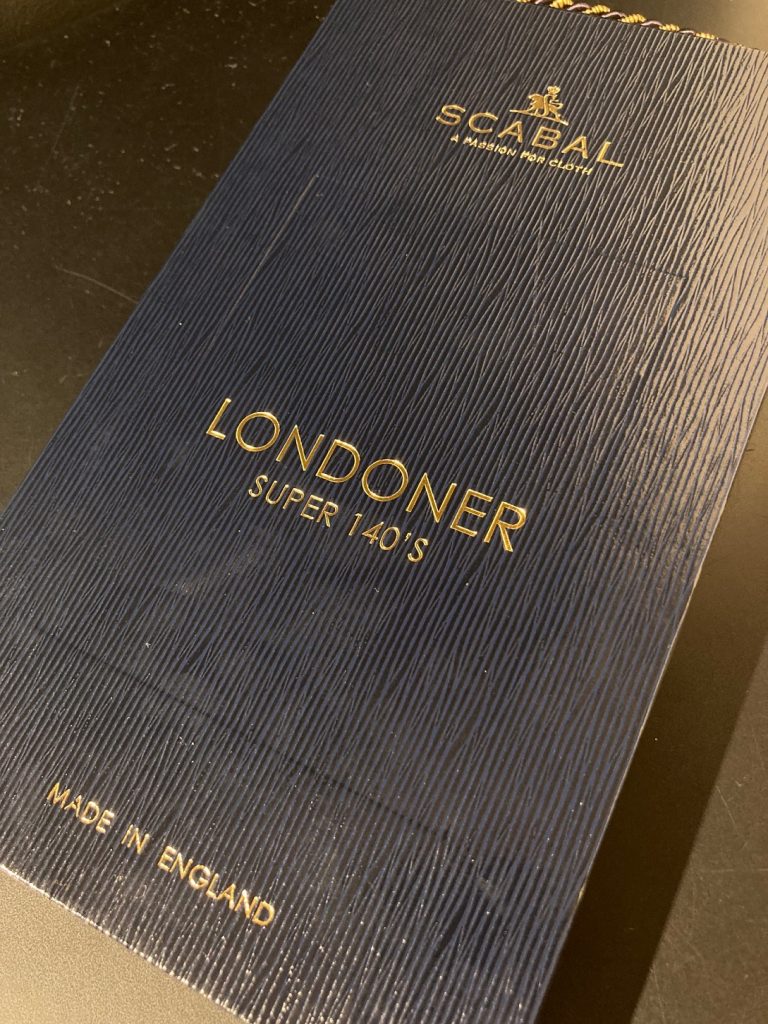 SCABAL
A PASSION FOR CLOTH
LONDONER
SUPER 140'S
MADE IN ENGLAND